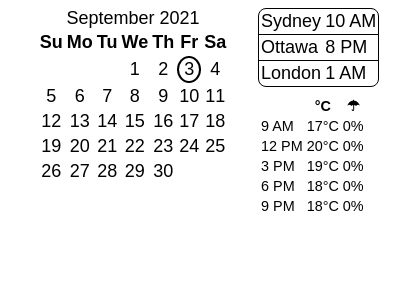 September 2021
Su Mo Tu We Th Fr Sa
1 2 3 4
5 6 7 8 9 10 11
12 13 14 15 16 17 18
19 20 21 22 23 24 25
26 27 28 29 30
Sydney 10 AM
Ottawa 8 PM
London 1 AM
°C ☂
9 AM 17°C 0%
12 PM 20°C 0%
3 PM 19°C 0%
6 PM 18°C 0%
9 PM 18°C 0%